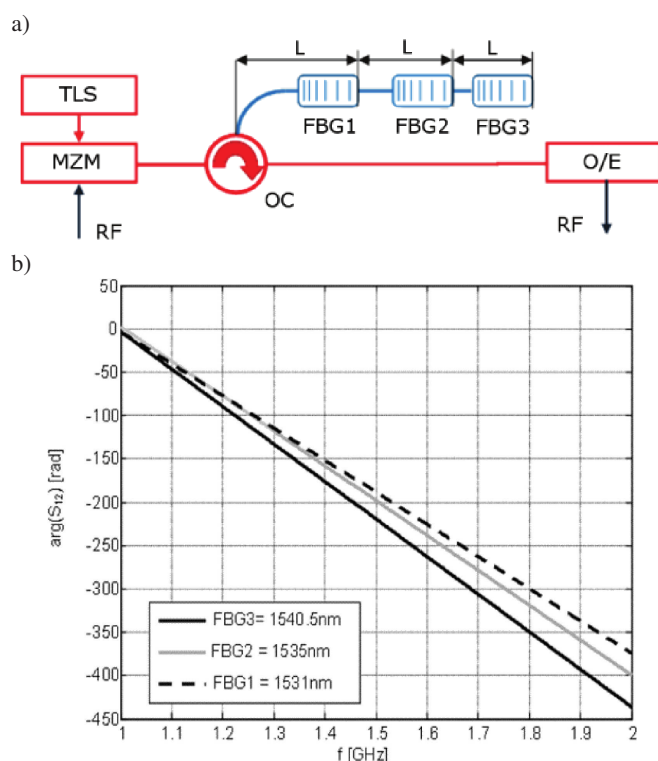 a)
L L L
TLS
FBG1 FBG2 FBG3
MZM
O/E
OC
RF
RF
b)
50
0
-50
-100
-150
-200
-250
-300
-350
-400
-450
arg(S₁₂) [rad]
FBG3= 1540.5nm
FBG2 = 1535nm
FBG1 = 1531nm
1 1.1 1.2 1.3 1.4 1.5 1.6 1.7 1.8 1.9 2
f [GHz]